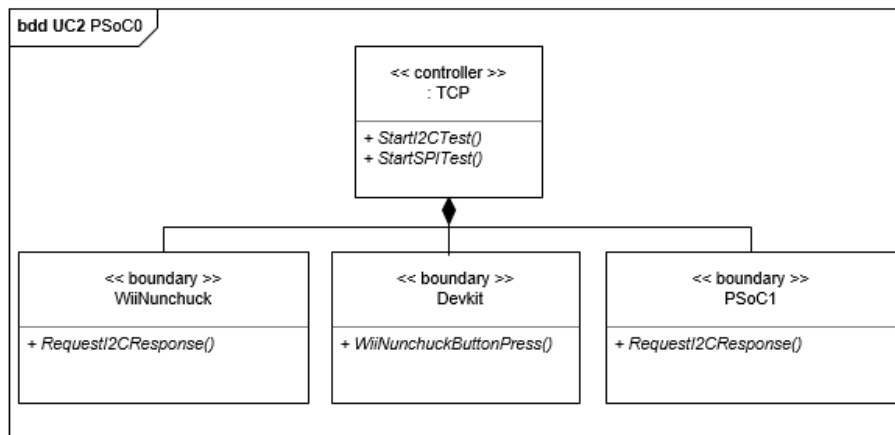 bdd UC2 PSoC0
<< controller >>
: TCP
+ StartI2CTest()
+ StartSPITest()
<< boundary >>
WiiNunchuck
+ RequestI2CResponse()
<< boundary >>
Devkit
+ WiiNunchuckButtonPress()
<< boundary >>
PSoC1
+ RequestI2CResponse()